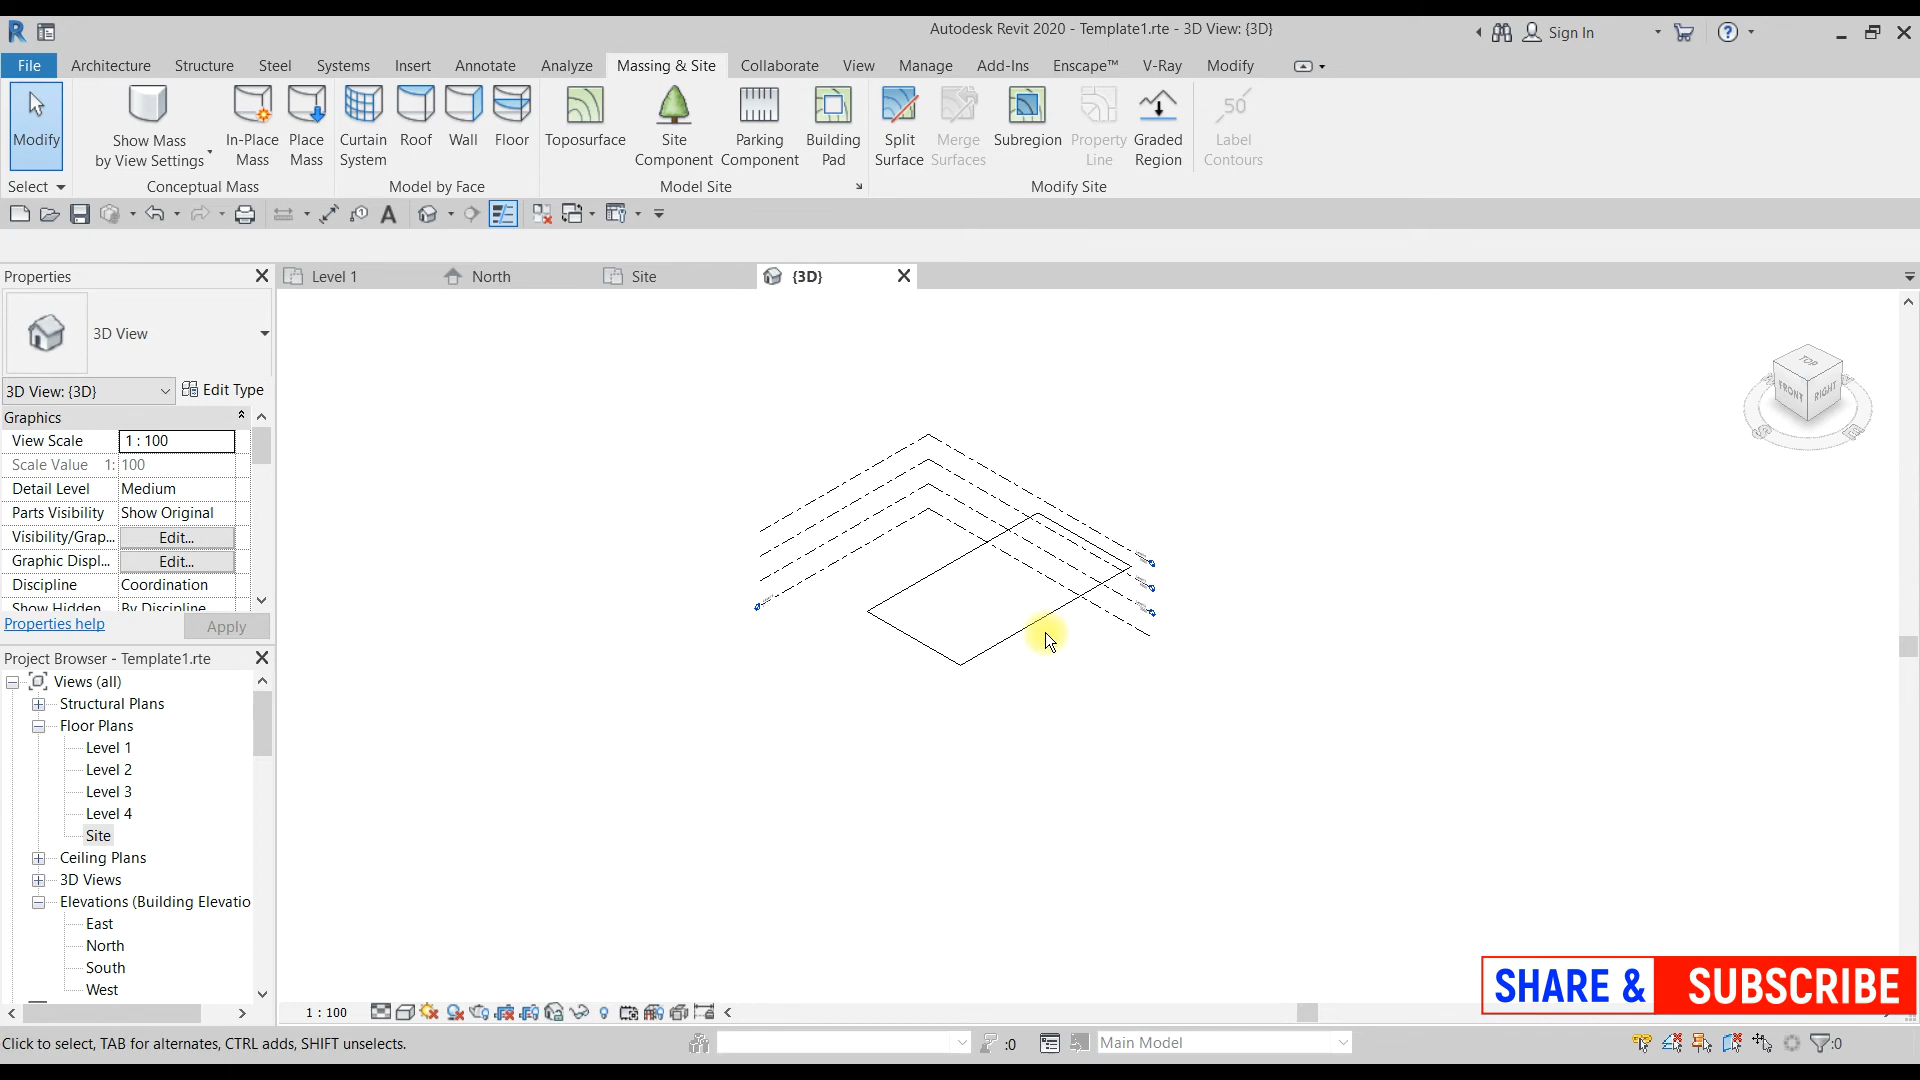 Autodesk Revit 2020 - Template1.rte - 3D View: {3D}
Sign In
File Architecture Structure Steel Systems Insert Annotate Analyze Massing & Site Collaborate View Manage Add-Ins Enscape™ V-Ray Modify
Modify
Show Mass
by View Settings
In-Place
Mass
Place
Mass
Curtain
System
Roof
Wall
Floor
Toposurface
Site
Component
Parking
Component
Building
Pad
Split
Surface
Merge
Surfaces
Subregion
Property
Line
Graded
Region
50
Label
Contours
Select
Conceptual Mass
Model by Face
Model Site
Modify Site
A
Properties
Level 1
North
Site
{3D}
3D View
3D View: {3D}
Edit Type
Graphics
View Scale 1 : 100
Scale Value 1: 100
Detail Level Medium
Parts Visibility Show Original
Visibility/Grap... Edit...
Graphic Displ... Edit...
Discipline Coordination
Show Hidden By Discipline
Properties help
Apply
TOP
FRONT
RIGHT
S
E
Project Browser - Template1.rte
Views (all)
Structural Plans
Floor Plans
Level 1
Level 2
Level 3
Level 4
Site
Ceiling Plans
3D Views
Elevations (Building Elevatio
East
North
South
West
1 : 100
SHARE & SUBSCRIBE
Click to select, TAB for alternates, CTRL adds, SHIFT unselects.
:0
Main Model
:0